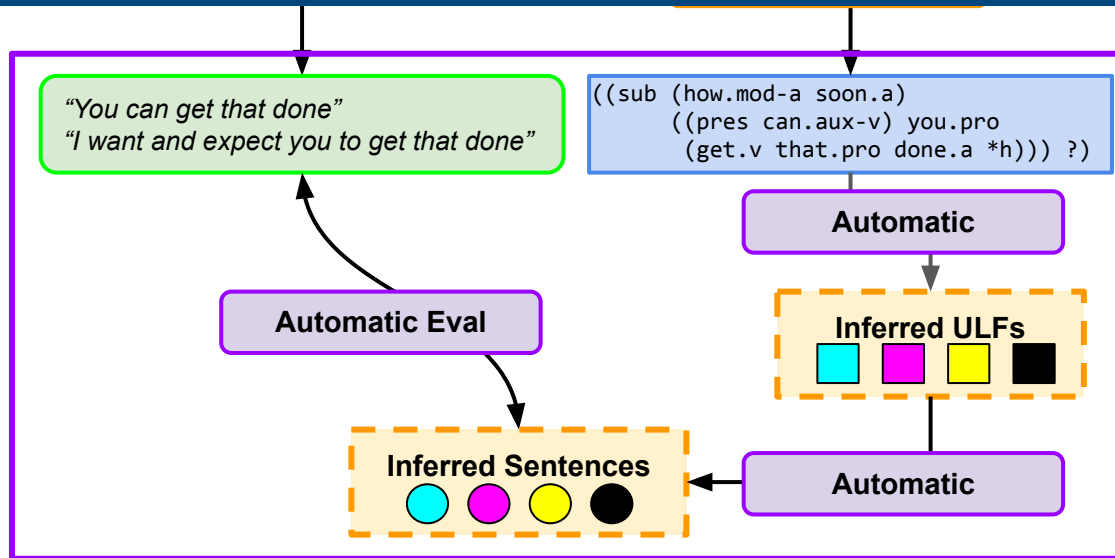 “You can get that done”
“I want and expect you to get that done”
((sub (how.mod-a soon.a)
((pres can.aux-v) you.pro
(get.v that.pro done.a *h))) ?)
Automatic
Automatic Eval
Inferred ULFs
Inferred Sentences
Automatic